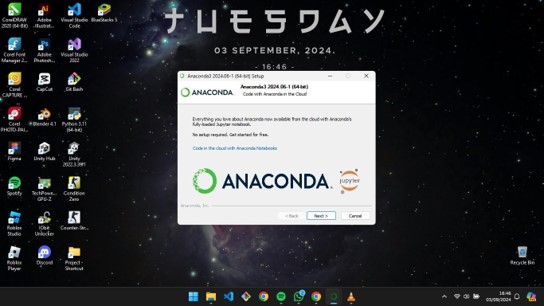 TUESDAY
03 SEPTEMBER, 2024.
- 16:46 -
CorelDRAW
2020 (64-Bit)
Adobe
Illustrat...
Visual Studio
Code
BlueStacks 5
Corel Font
Manager 2...
Adobe
Photosh...
Visual Studio
2022
Corel
CAPTURE ...
CapCut
Git Bash
Corel
PHOTO-PAI...
Blender 4.1
Python 3.11
(64-bit)
Figma
Unity Hub
Unity
2022.3.38f1
Spotify
TechPower...
GPU-Z
Condition
Zero
Roblox
Studio
IObit
Unlocker
Counter-Str...
Roblox
Player
Discord
Project -
Shortcut
Recycle Bin
Anaconda3 2024.06-1 (64-bit) Setup
ANACONDA.
Anaconda3 2024.06-1 (64-bit)
Code with Anaconda in the Cloud
Everything you love about Anaconda now available from the cloud with Anaconda's
fully-loaded Jupyter notebook.
No setup required. Get started for free.
Code in the cloud with Anaconda Notebooks
ANACONDA.
jupyter
Anaconda, Inc.
< Back
Next >
Cancel
16:46
03/09/2024